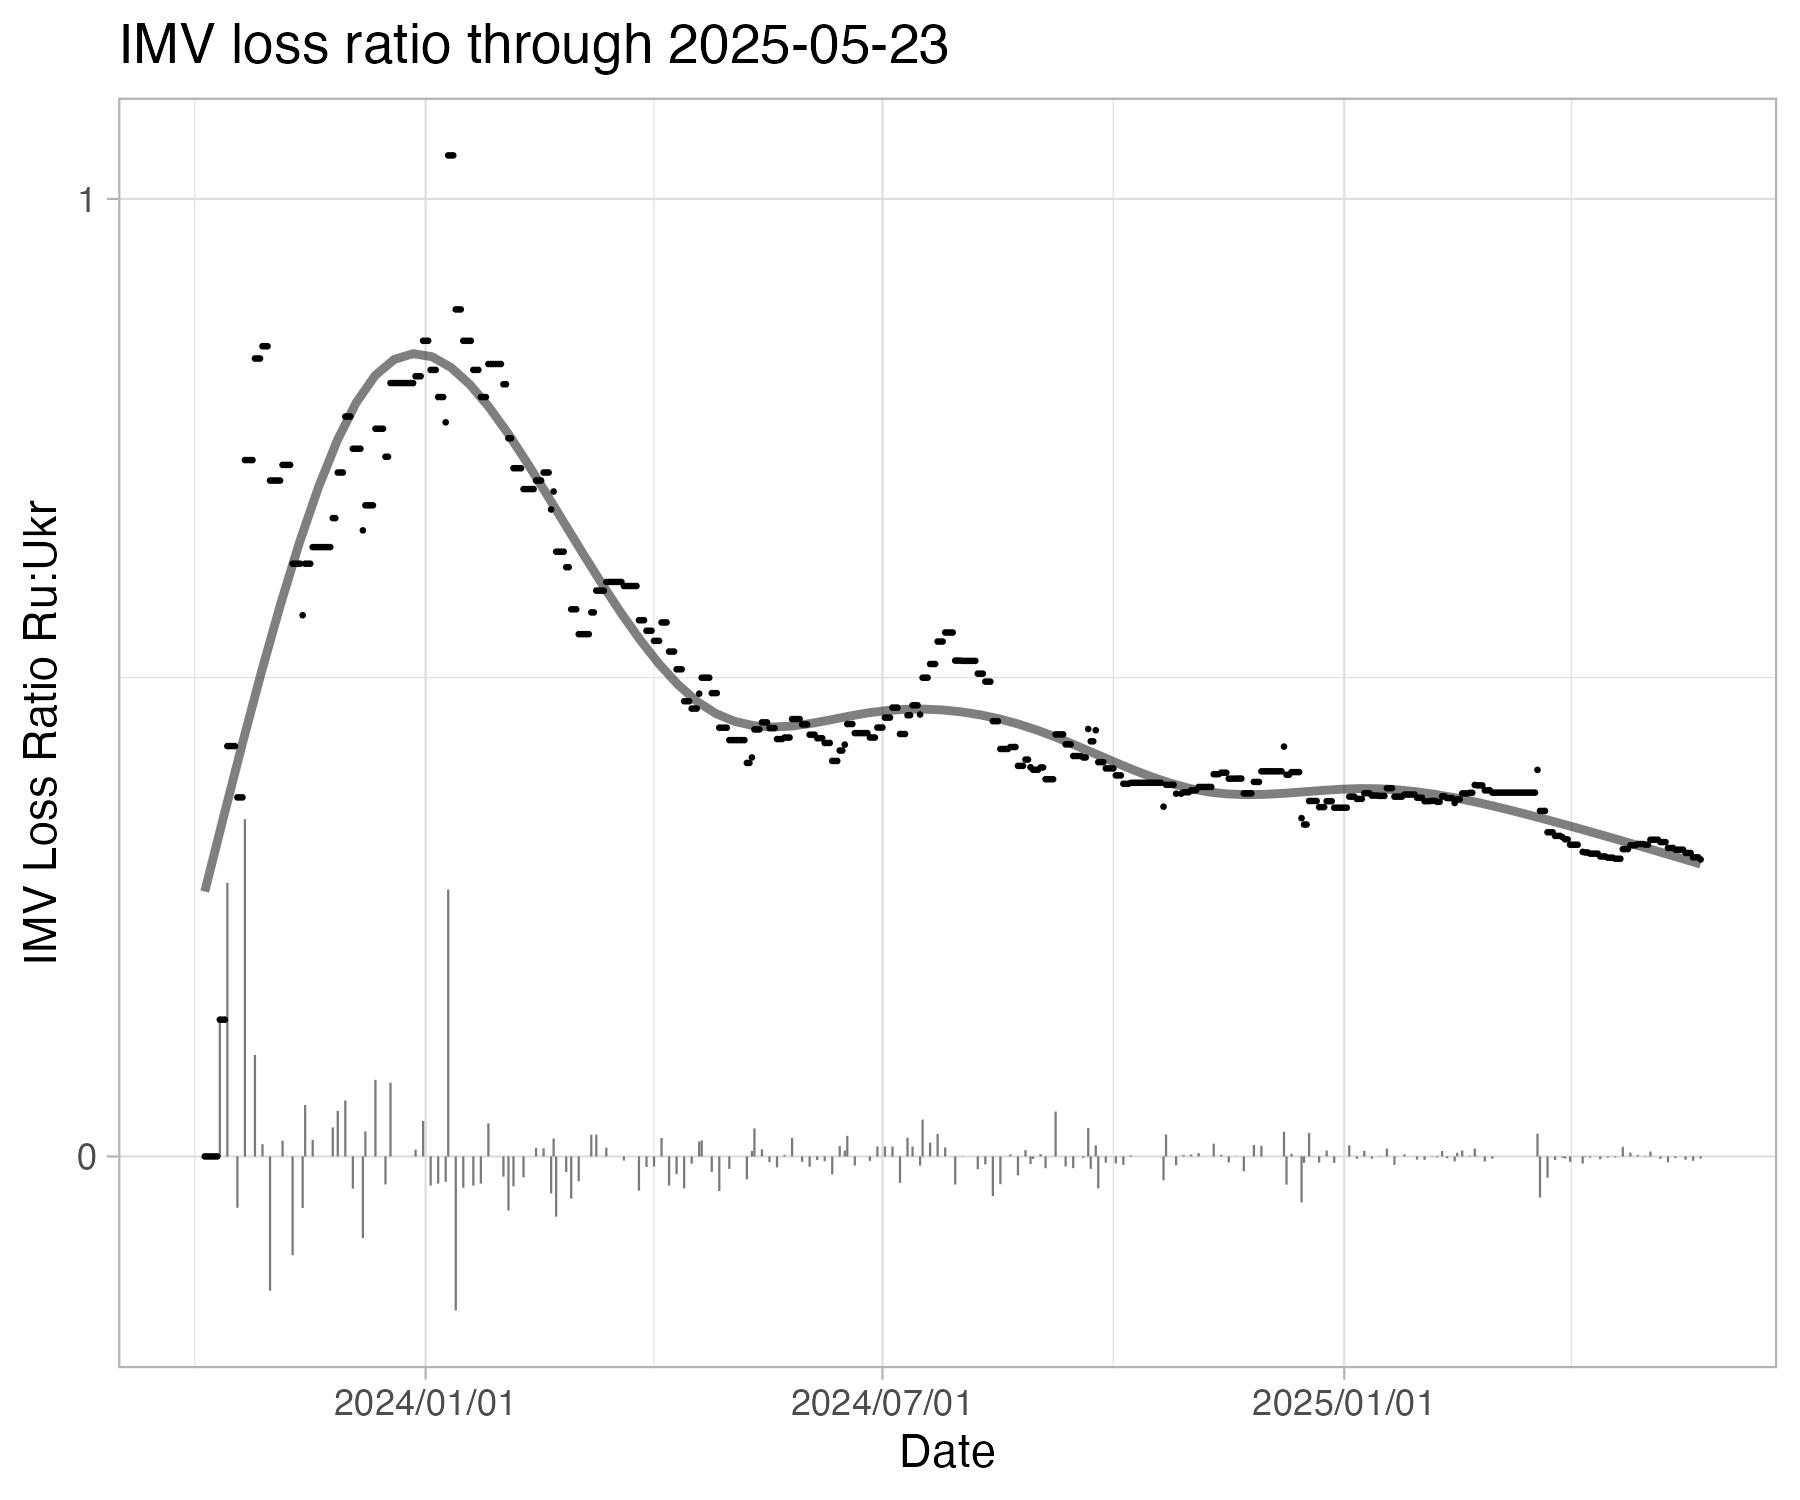 IMV loss ratio through 2025-05-23
IMV Loss Ratio Ru:Ukr
1
0
2024/01/01
2024/07/01
2025/01/01
Date